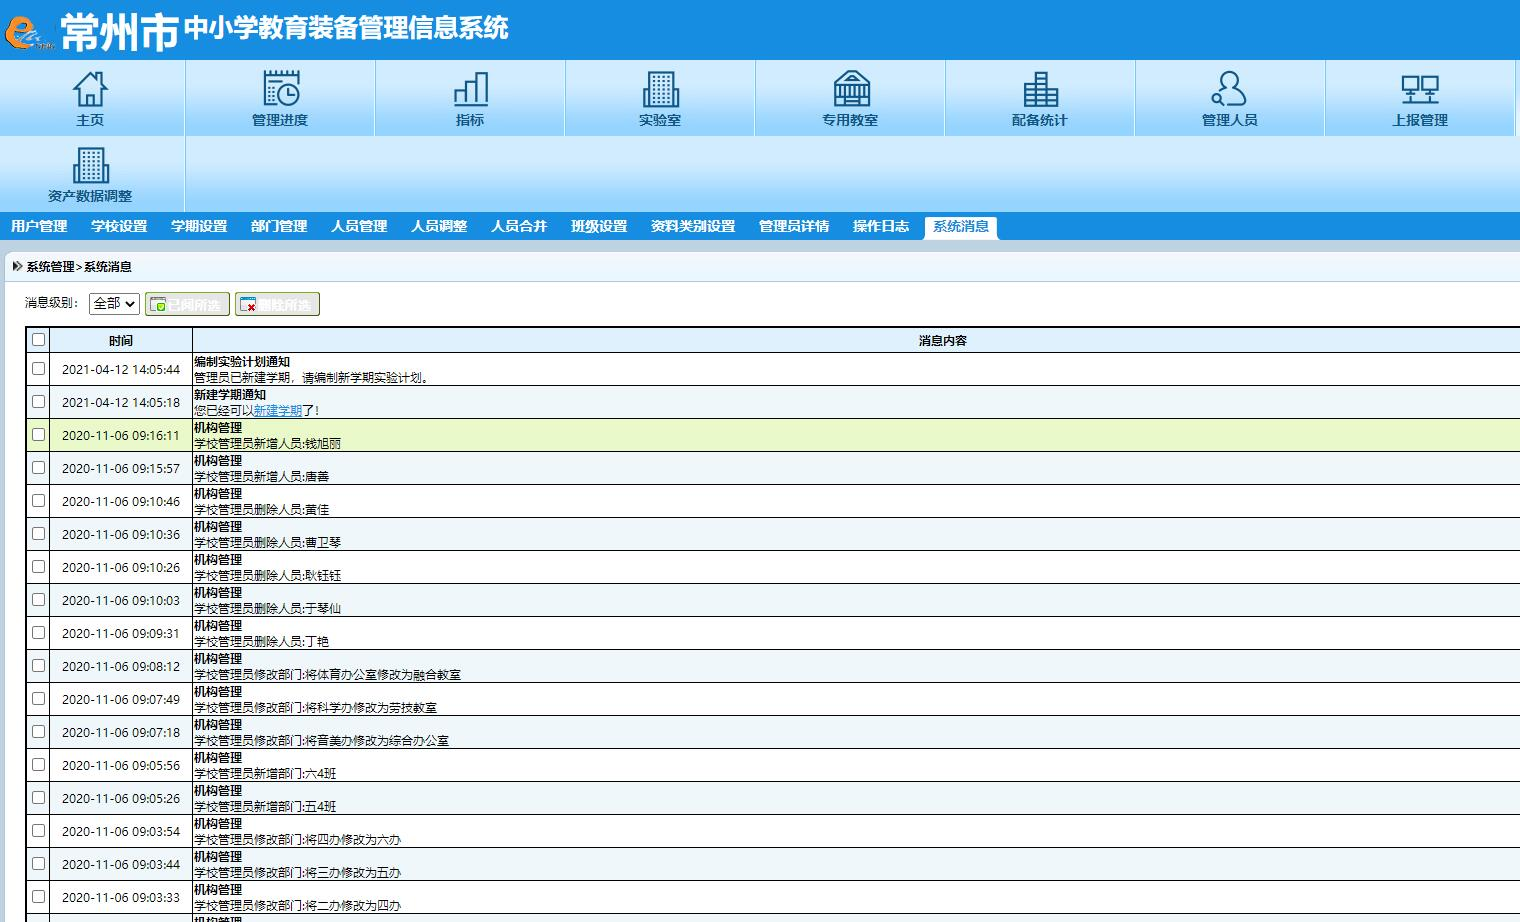 常州市中小学教育装备管理信息系统
主页 管理进度 指标 实验室 专用教室 配备统计 管理人员 上报管理
资产数据调整
用户管理 学校设置 学期设置 部门管理 人员管理 人员调整 人员合并 班级设置 资料类别设置 管理员详情 操作日志 系统消息
系统管理>系统消息
消息级别： 全部 已阅所选 删除所选
时间 消息内容
2021-04-12 14:05:44 编制实验计划通知
管理员已新建学期，请编制新学期实验计划。
2021-04-12 14:05:18 新建学期通知
您已经可以新建学期了!
2020-11-06 09:16:11 机构管理
学校管理员新增人员:钱旭丽
2020-11-06 09:15:57 机构管理
学校管理员新增人员:唐善
2020-11-06 09:10:46 机构管理
学校管理员删除人员:黄佳
2020-11-06 09:10:36 机构管理
学校管理员删除人员:曹卫琴
2020-11-06 09:10:26 机构管理
学校管理员删除人员:耿钰钰
2020-11-06 09:10:03 机构管理
学校管理员删除人员:于琴仙
2020-11-06 09:09:31 机构管理
学校管理员删除人员:丁艳
2020-11-06 09:08:12 机构管理
学校管理员修改部门:将体育办公室修改为融合教室
2020-11-06 09:07:49 机构管理
学校管理员修改部门:将科学办修改为劳技教室
2020-11-06 09:07:18 机构管理
学校管理员修改部门:将音美办修改为综合办公室
2020-11-06 09:05:56 机构管理
学校管理员新增部门:六4班
2020-11-06 09:05:26 机构管理
学校管理员新增部门:五4班
2020-11-06 09:03:54 机构管理
学校管理员修改部门:将四办修改为六办
2020-11-06 09:03:44 机构管理
学校管理员修改部门:将三办修改为五办
2020-11-06 09:03:33 机构管理
学校管理员修改部门:将二办修改为四办
机构管理